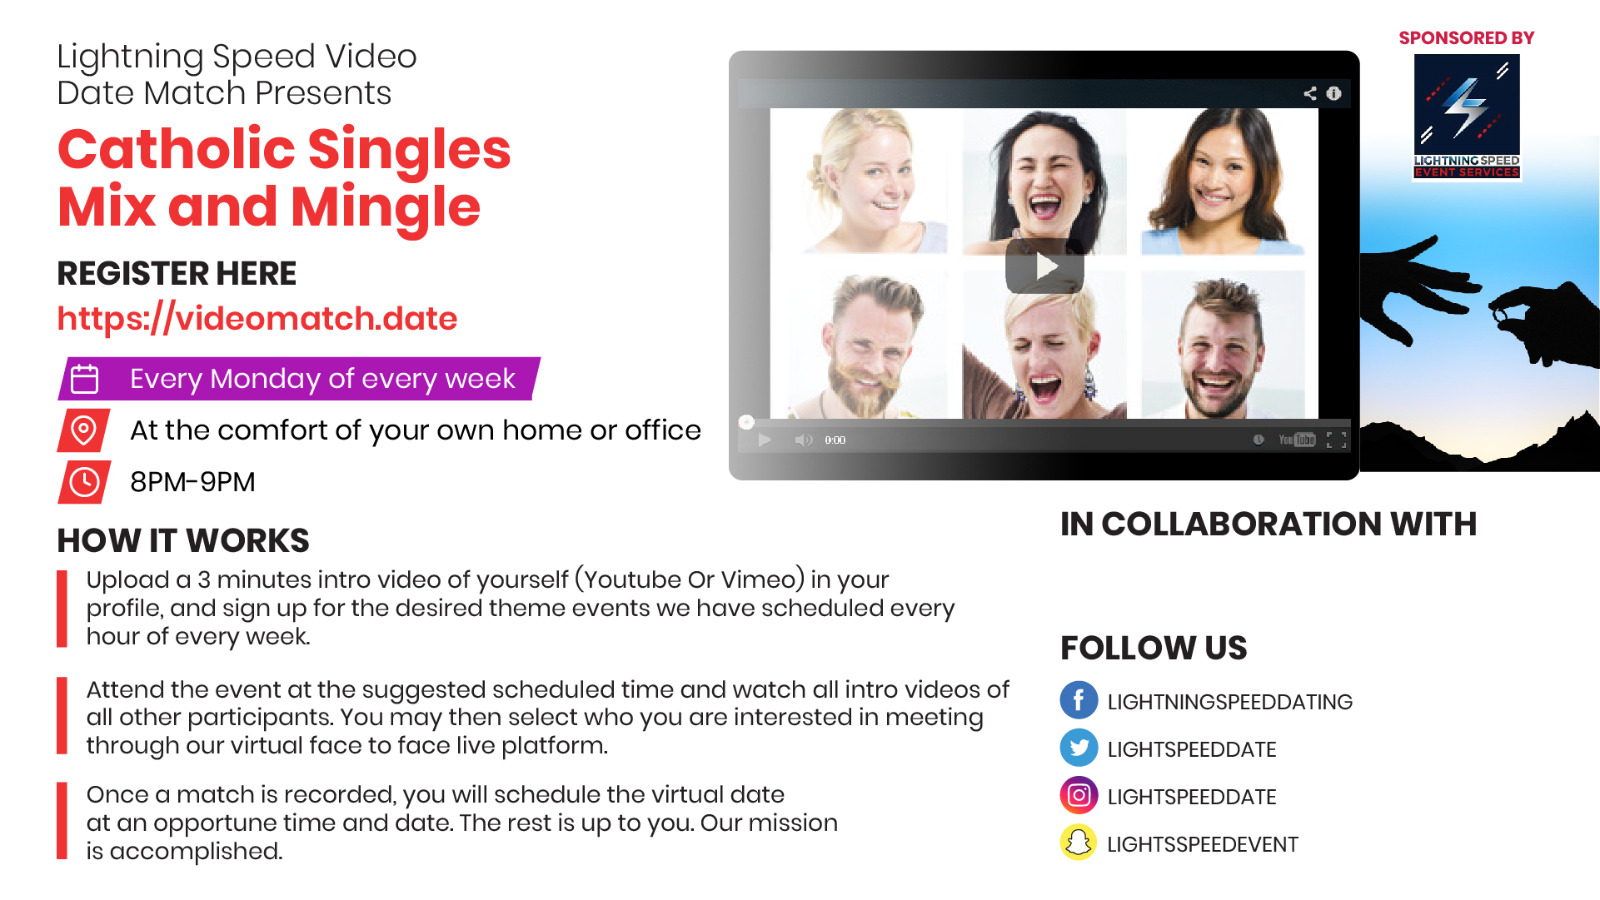 Lightning Speed Video
Date Match Presents
Catholic Singles
Mix and Mingle
REGISTER HERE
https://videomatch.date
Every Monday of every week
At the comfort of your own home or office
8PM-9PM
HOW IT WORKS
Upload a 3 minutes intro video of yourself (Youtube Or Vimeo) in your
profile, and sign up for the desired theme events we have scheduled every
hour of every week.
Attend the event at the suggested scheduled time and watch all intro videos of
all other participants. You may then select who you are interested in meeting
through our virtual face to face live platform.
Once a match is recorded, you will schedule the virtual date
at an opportune time and date. The rest is up to you. Our mission
is accomplished.
0:00
YouTube
SPONSORED BY
LIGHTNING SPEED
EVENT SERVICES
IN COLLABORATION WITH
FOLLOW US
LIGHTNINGSPEEDDATING
LIGHTSPEEDDATE
LIGHTSPEEDDATE
LIGHTSSPEEDEVENT